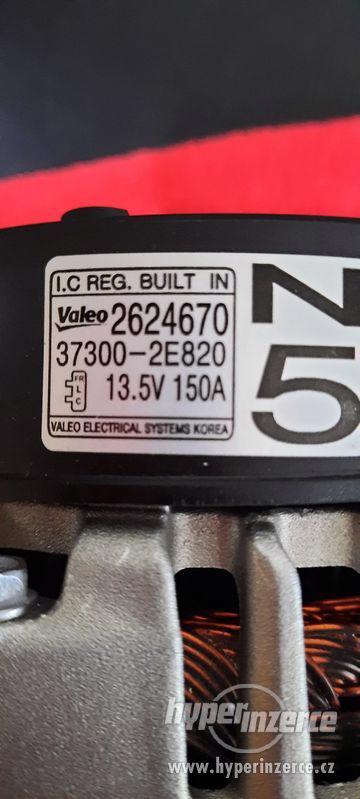 I.C REG. BUILT IN
Valeo 2624670
37300-2E820
FR
L
C
13.5V 150A
VALEO ELECTRICAL SYSTEMS KOREA
N
5
hyperinzerce
www.hyperinzerce.cz